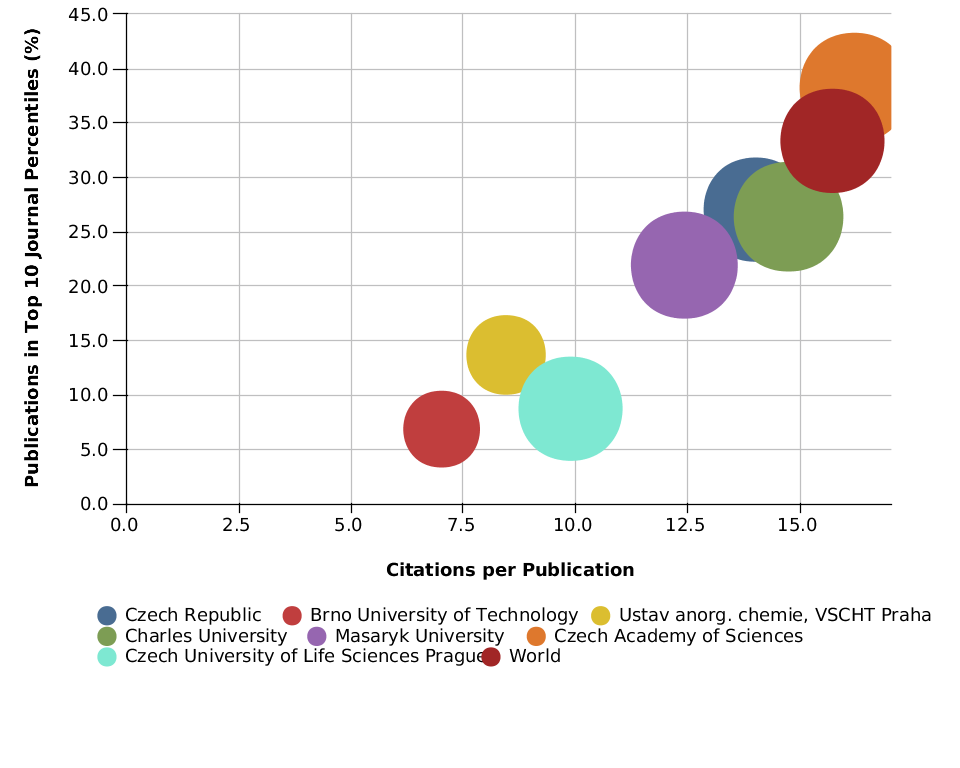 Publications in Top 10 Journal Percentiles (%)
45.0
40.0
35.0
30.0
25.0
20.0
15.0
10.0
5.0
0.0
0.0 2.5 5.0 7.5 10.0 12.5 15.0
Citations per Publication
Czech Republic Brno University of Technology Ustav anorg. chemie, VSCHT Praha
Charles University Masaryk University Czech Academy of Sciences
Czech University of Life Sciences Prague World